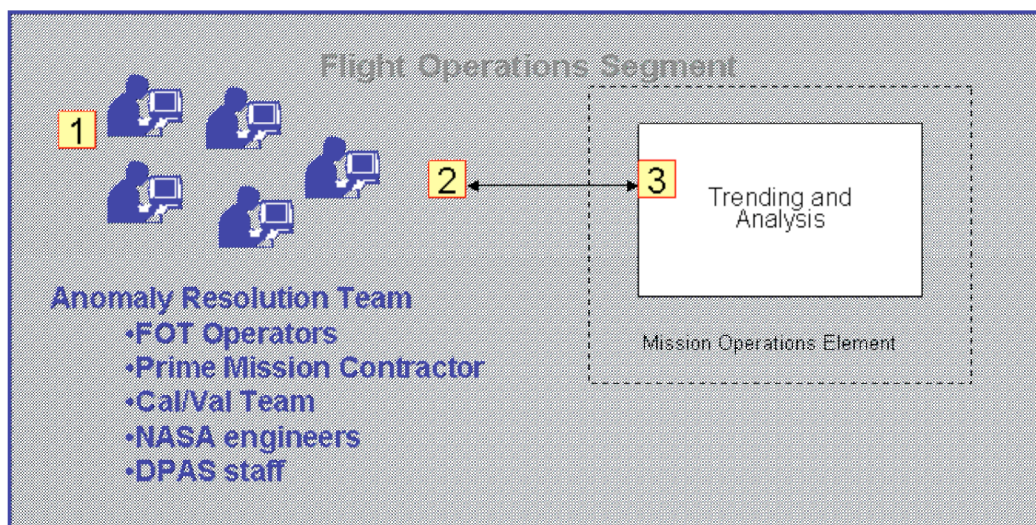 Flight Operations Segment
1
2
3
Trending and
Analysis
Anomaly Resolution Team
•FOT Operators
•Prime Mission Contractor
•Cal/Val Team
•NASA engineers
•DPAS staff
Mission Operations Element